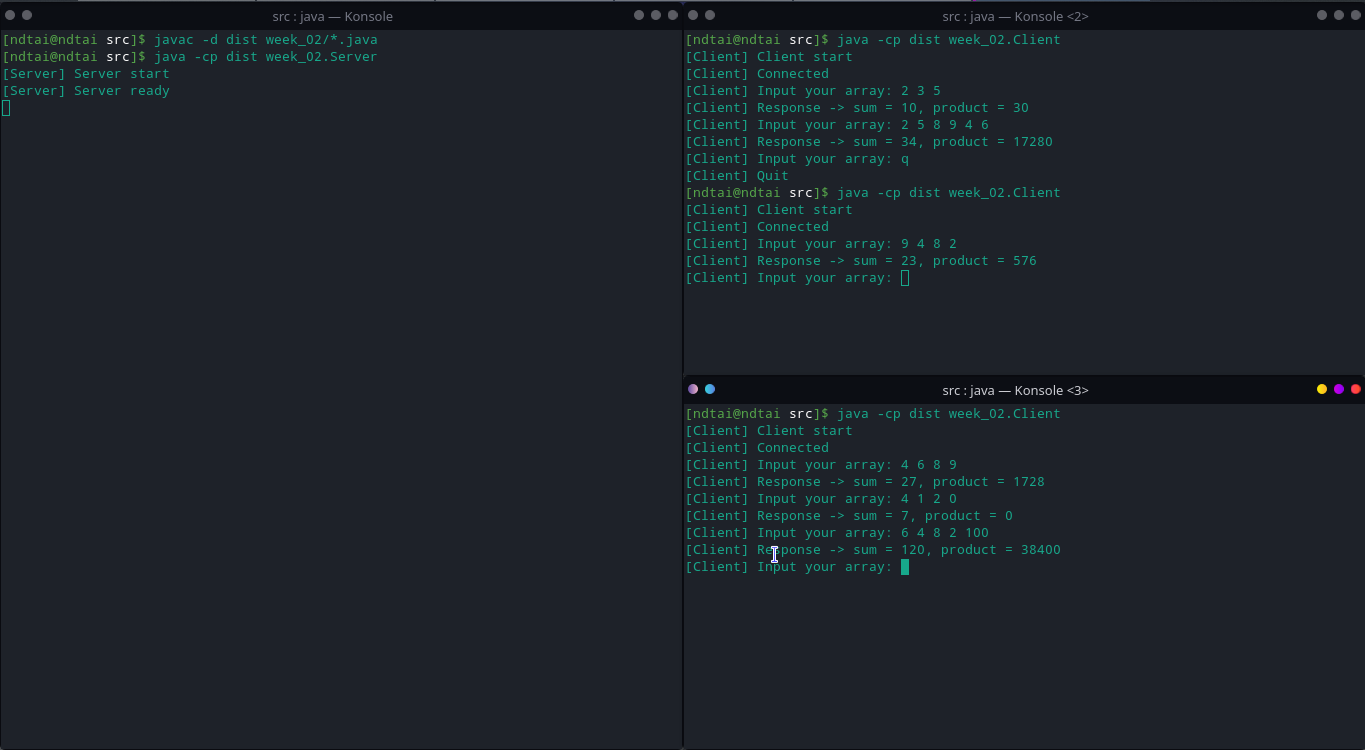 src : java — Konsole
[ndtai@ndtai src]$ javac -d dist week_02/*.java
[ndtai@ndtai src]$ java -cp dist week_02.Server
[Server] Server start
[Server] Server ready
src : java — Konsole <2>
[ndtai@ndtai src]$ java -cp dist week_02.Client
[Client] Client start
[Client] Connected
[Client] Input your array: 2 3 5
[Client] Response -> sum = 10, product = 30
[Client] Input your array: 2 5 8 9 4 6
[Client] Response -> sum = 34, product = 17280
[Client] Input your array: q
[Client] Quit
[ndtai@ndtai src]$ java -cp dist week_02.Client
[Client] Client start
[Client] Connected
[Client] Input your array: 9 4 8 2
[Client] Response -> sum = 23, product = 576
[Client] Input your array:
src : java — Konsole <3>
[ndtai@ndtai src]$ java -cp dist week_02.Client
[Client] Client start
[Client] Connected
[Client] Input your array: 4 6 8 9
[Client] Response -> sum = 27, product = 1728
[Client] Input your array: 4 1 2 0
[Client] Response -> sum = 7, product = 0
[Client] Input your array: 6 4 8 2 100
[Client] Response -> sum = 120, product = 38400
[Client] Input your array: